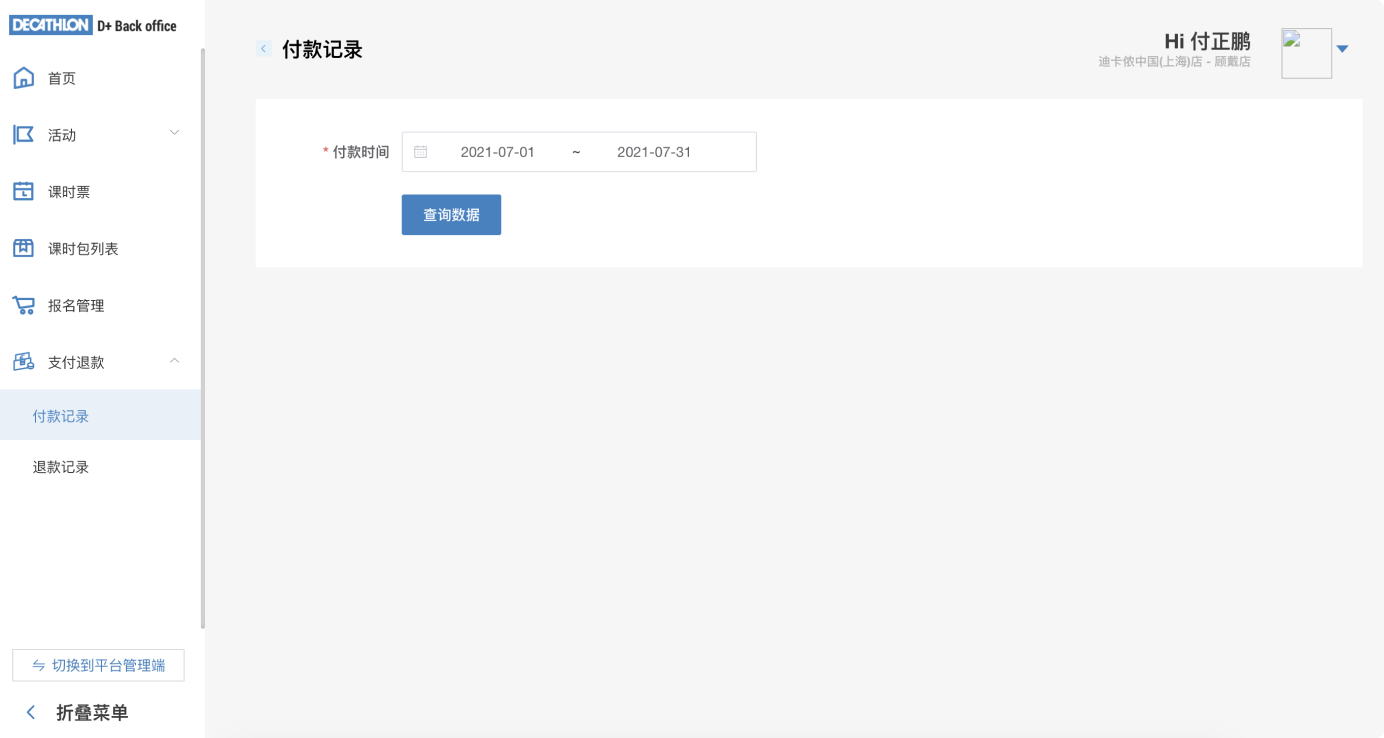 DECATHLON D+ Back office
首页
活动
课时票
课时包列表
报名管理
支付退款
付款记录
退款记录
切换到平台管理端
折叠菜单
付款记录
Hi 付正鹏
迪卡侬中国(上海)店 - 顾戴店
* 付款时间 2021-07-01 ~ 2021-07-31
查询数据